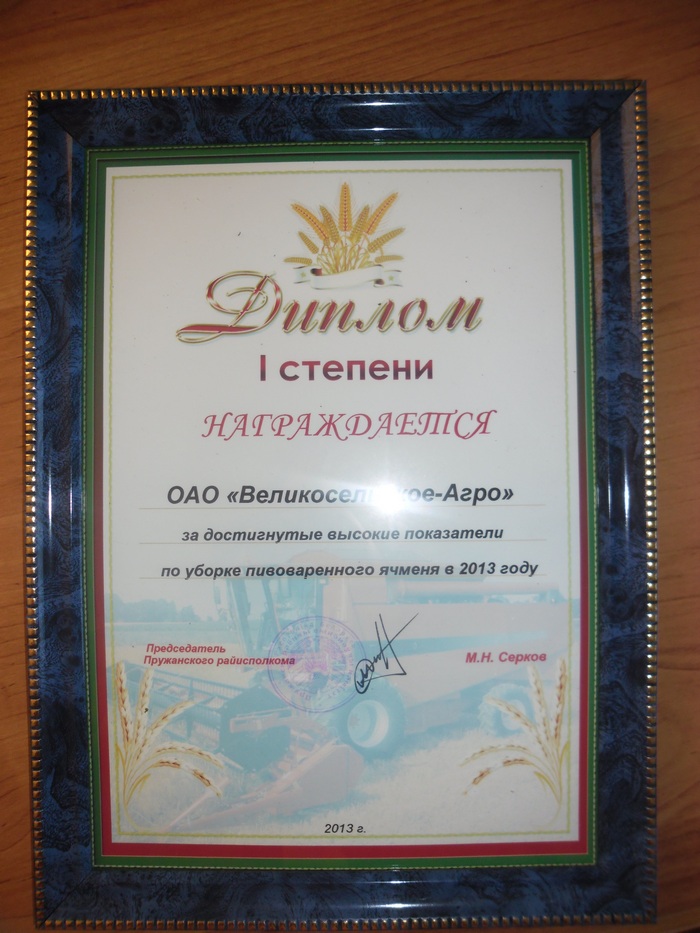 Диплом
I степени
НАГРАЖДАЕТСЯ
ОАО «Великосельское-Агро»
за достигнутые высокие показатели
по уборке пивоваренного ячменя в 2013 году
Председатель
Пружанского райисполкома
М.Н. Серков
2013 г.